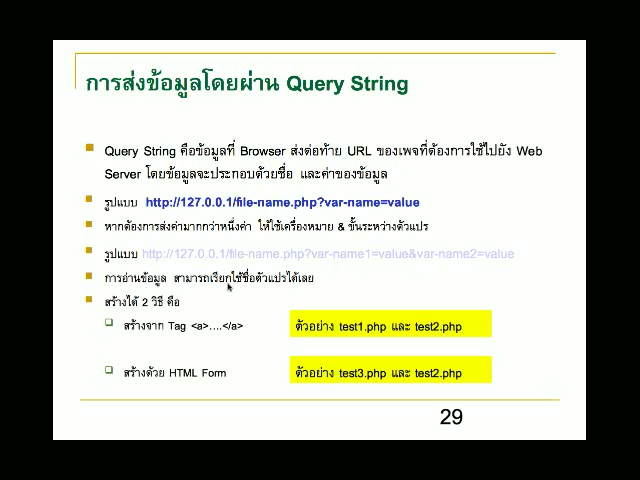 การส่งข้อมูลโดยผ่าน Query String
Query String คือข้อมูลที่ Browser ส่งต่อท้าย URL ของเพจที่ต้องการใช้ไปยัง Web
Server โดยข้อมูลจะประกอบด้วยชื่อ และค่าของข้อมูล
รูปแบบ http://127.0.0.1/file-name.php?var-name=value
หากต้องการส่งค่ามากกว่าหนึ่งค่า ให้ใช้เครื่องหมาย & ขั้นระหว่างตัวแปร
รูปแบบ http://127.0.0.1/file-name.php?var-name1=value&var-name2=value
การอ่านข้อมูล สามารถเรียกใช้ชื่อตัวแปรได้เลย
สร้างได้ 2 วิธี คือ
สร้างจาก Tag <a>....</a>
ตัวอย่าง test1.php และ test2.php
สร้างด้วย HTML Form
ตัวอย่าง test3.php และ test2.php
29